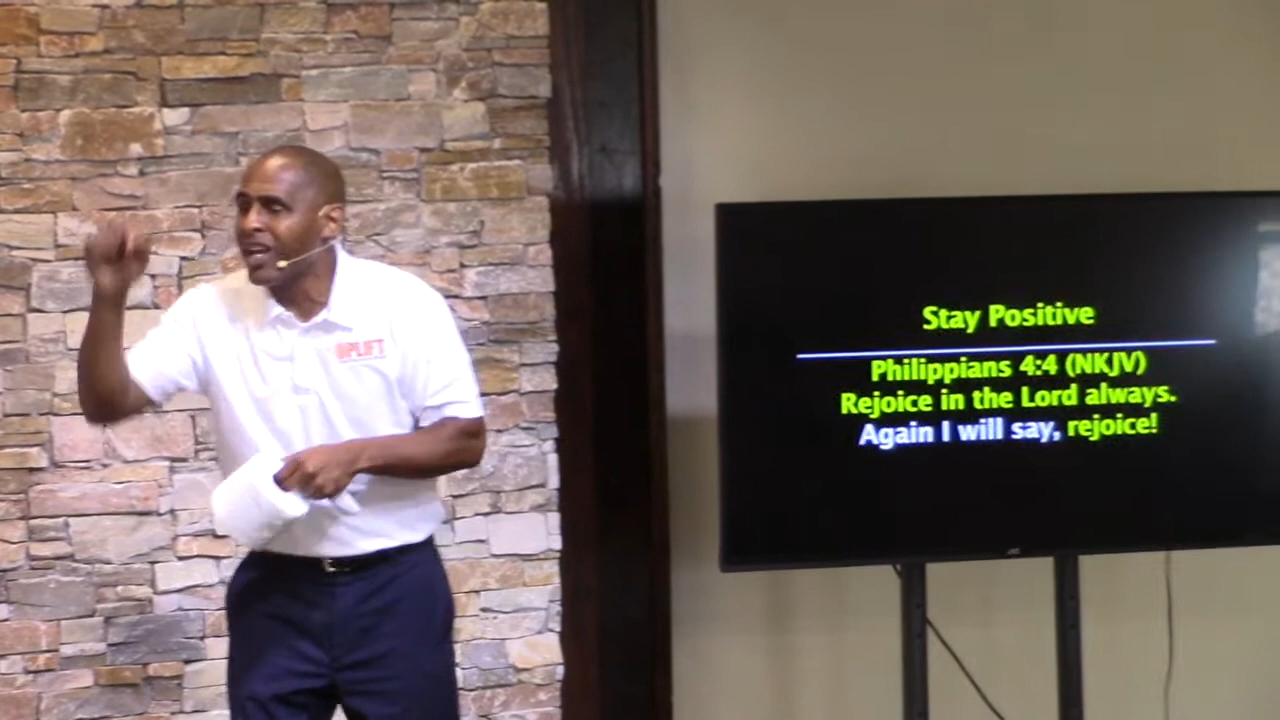 UPLIFT
Stay Positive
Philippians 4:4 (NKJV)
Rejoice in the Lord always.
Again I will say, rejoice!